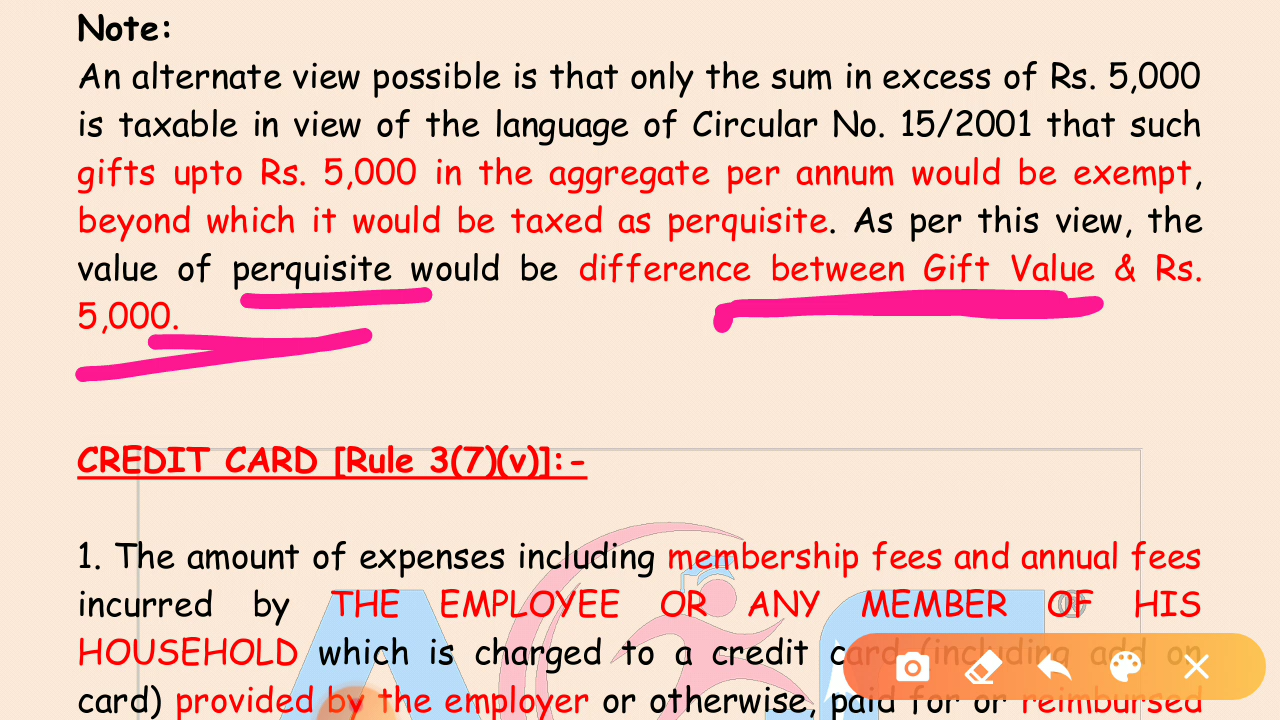 Note:
An alternate view possible is that only the sum in excess of Rs. 5,000
is taxable in view of the language of Circular No. 15/2001 that such
gifts upto Rs. 5,000 in the aggregate per annum would be exempt,
beyond which it would be taxed as perquisite. As per this view, the
value of perquisite would be difference between Gift Value & Rs.
5,000.
CREDIT CARD [Rule 3(7)(v)]:-
1. The amount of expenses including membership fees and annual fees
incurred by THE EMPLOYEE OR ANY MEMBER OF HIS
HOUSEHOLD which is charged to a credit card (including add on
card) provided by the employer or otherwise, paid for or reimbursed